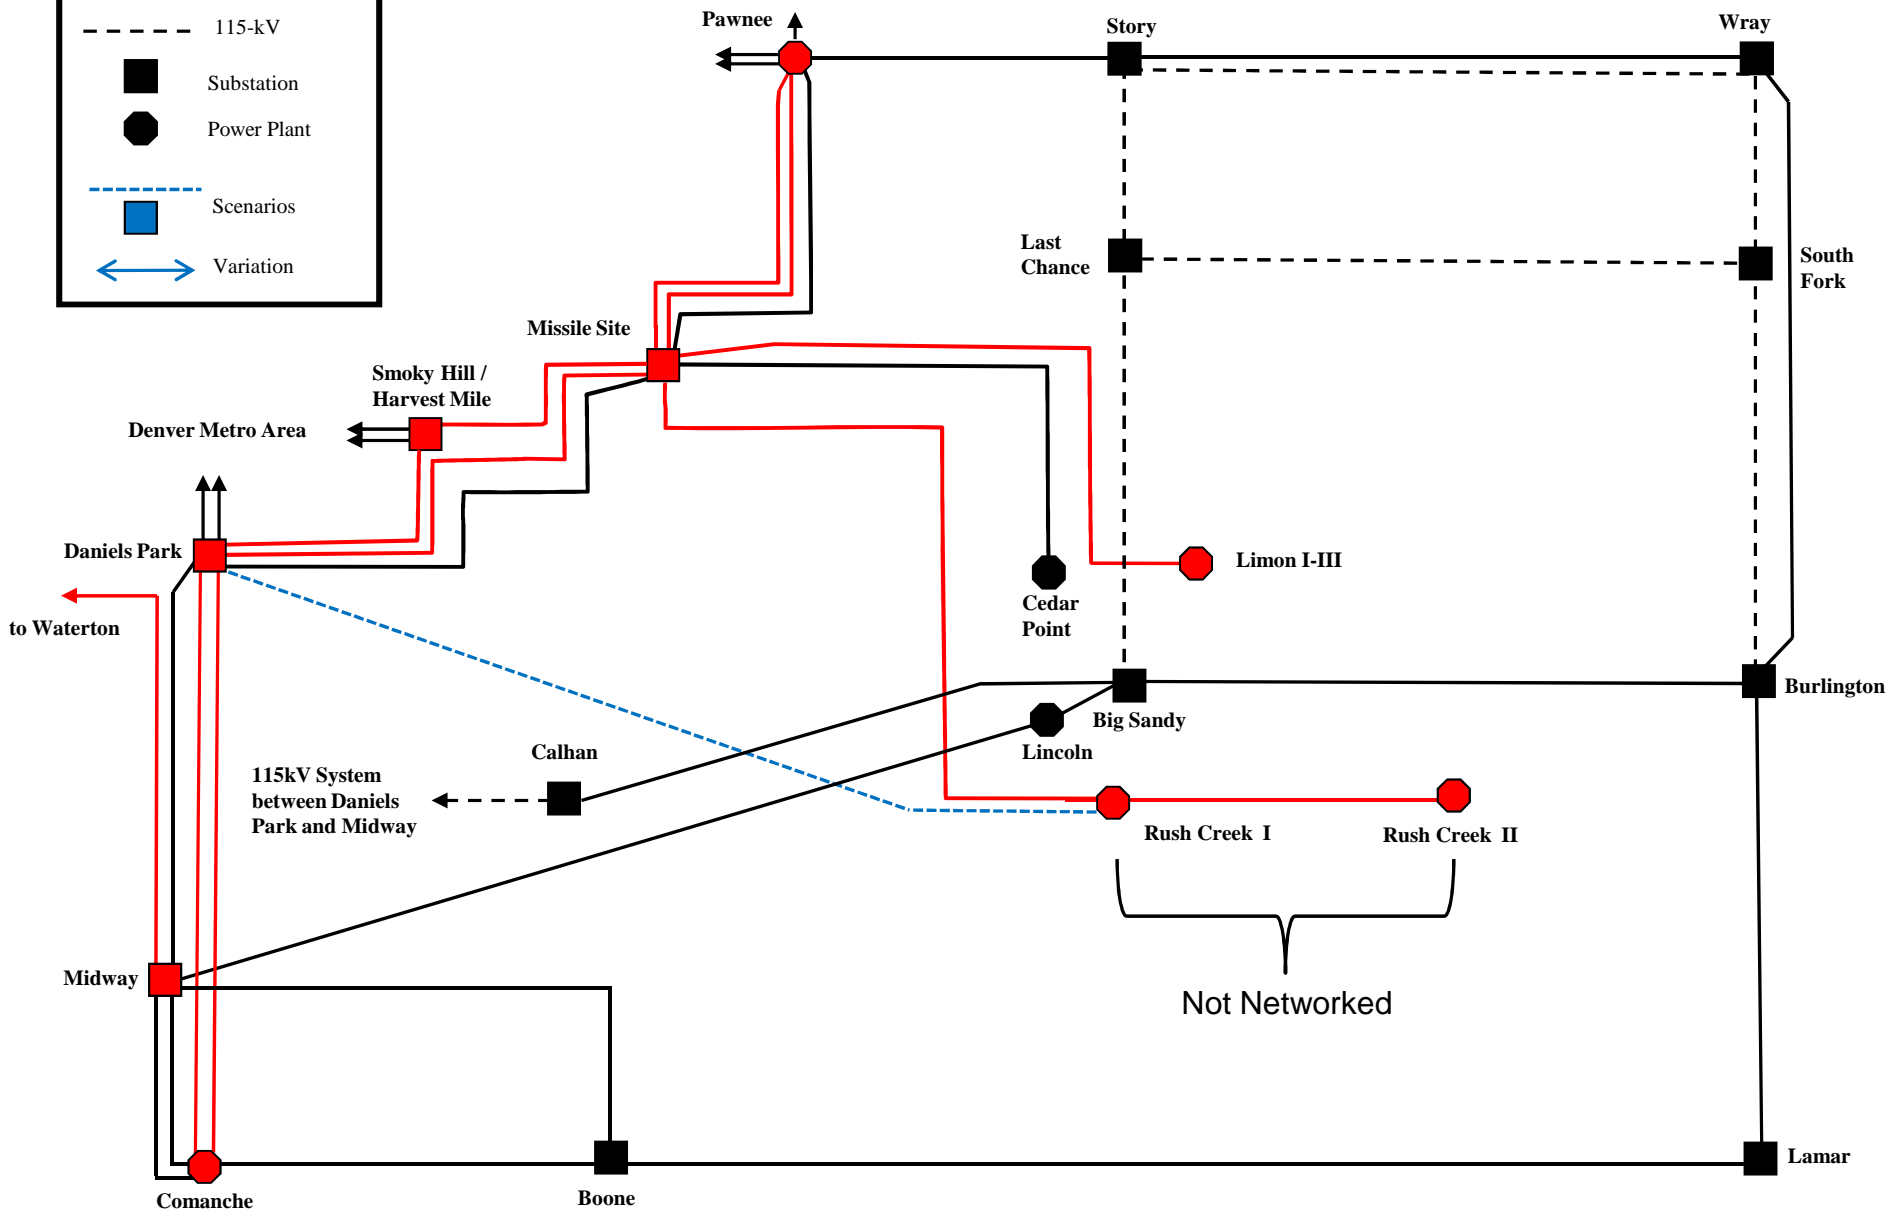 115-kV
Substation
Power Plant
Scenarios
Variation
Pawnee
Story
Wray
Last
Chance
South
Fork
Missile Site
Smoky Hill /
Harvest Mile
Denver Metro Area
Daniels Park
Limon I-III
Cedar
Point
to Waterton
Burlington
Big Sandy
Lincoln
Calhan
115kV System
between Daniels
Park and Midway
Rush Creek  I
Rush Creek  II
Midway
Not Networked
Lamar
Comanche
Boone